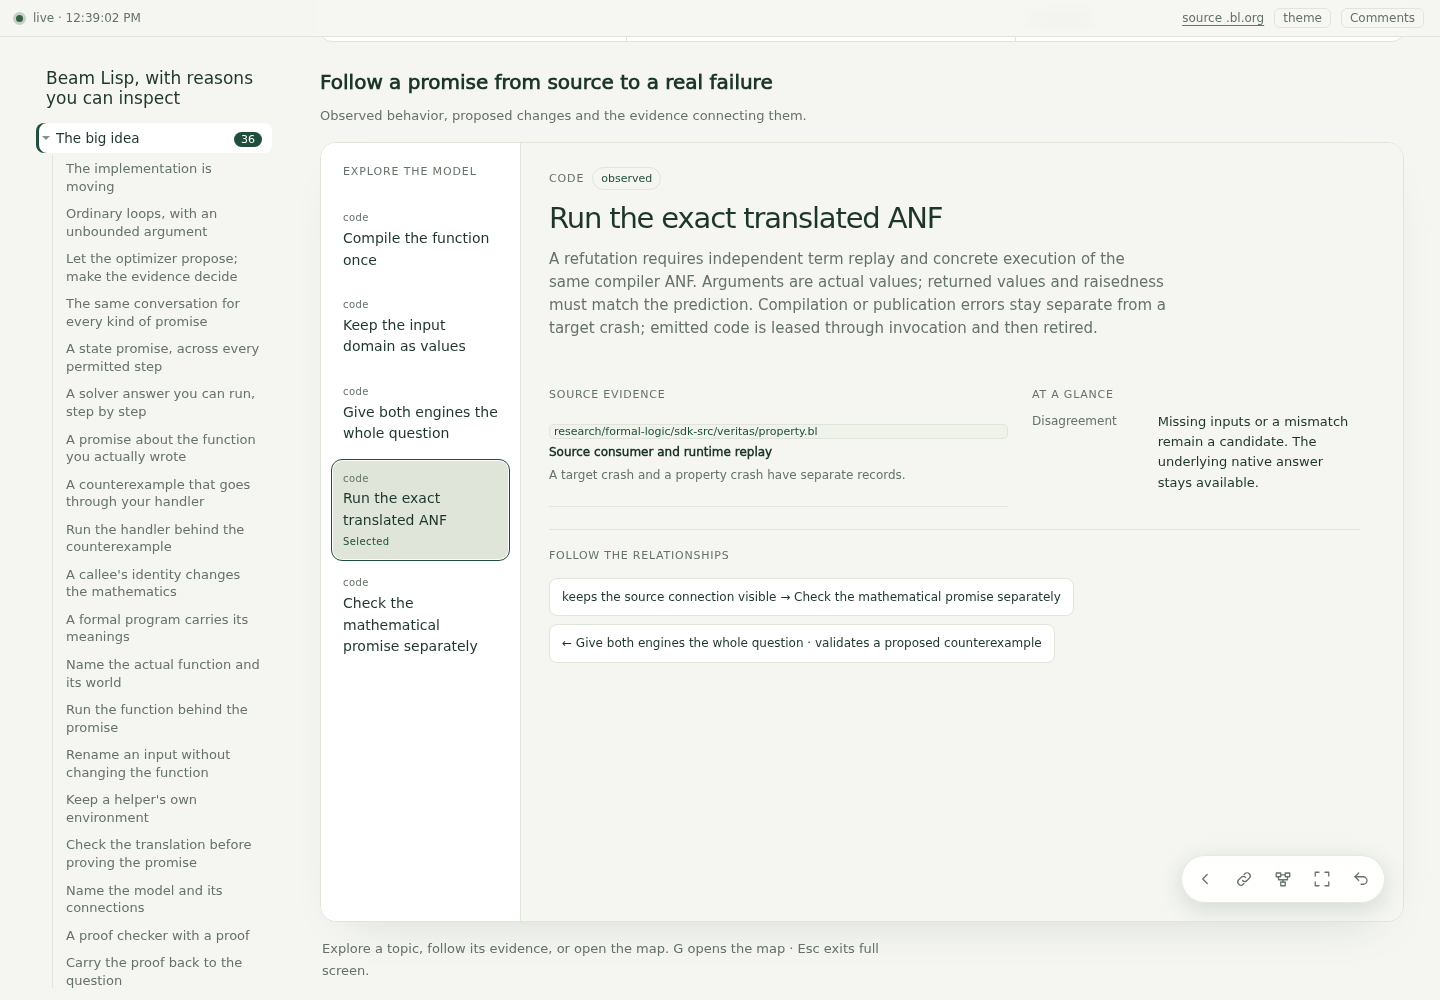 live · 12:39:02 PM
source .bl.org
theme
Comments
Beam Lisp, with reasons
you can inspect
The big idea
36
The implementation is
moving
Ordinary loops, with an
unbounded argument
Let the optimizer propose;
make the evidence decide
The same conversation for
every kind of promise
A state promise, across every
permitted step
A solver answer you can run,
step by step
A promise about the function
you actually wrote
A counterexample that goes
through your handler
Run the handler behind the
counterexample
A callee's identity changes
the mathematics
A formal program carries its
meanings
Name the actual function and
its world
Run the function behind the
promise
Rename an input without
changing the function
Keep a helper's own
environment
Check the translation before
proving the promise
Name the model and its
connections
A proof checker with a proof
Carry the proof back to the
question
Follow a promise from source to a real failure
Observed behavior, proposed changes and the evidence connecting them.
EXPLORE THE MODEL
code
Compile the function
once
code
Keep the input
domain as values
code
Give both engines the
whole question
code
Run the exact
translated ANF
Selected
code
Check the
mathematical
promise separately
CODE
observed
Run the exact translated ANF
A refutation requires independent term replay and concrete execution of the
same compiler ANF. Arguments are actual values; returned values and raisedness
must match the prediction. Compilation or publication errors stay separate from a
target crash; emitted code is leased through invocation and then retired.
SOURCE EVIDENCE
research/formal-logic/sdk-src/veritas/property.bl
Source consumer and runtime replay
A target crash and a property crash have separate records.
AT A GLANCE
Disagreement
Missing inputs or a mismatch
remain a candidate. The
underlying native answer
stays available.
FOLLOW THE RELATIONSHIPS
keeps the source connection visible → Check the mathematical promise separately
← Give both engines the whole question · validates a proposed counterexample
Explore a topic, follow its evidence, or open the map. G opens the map · Esc exits full
screen.